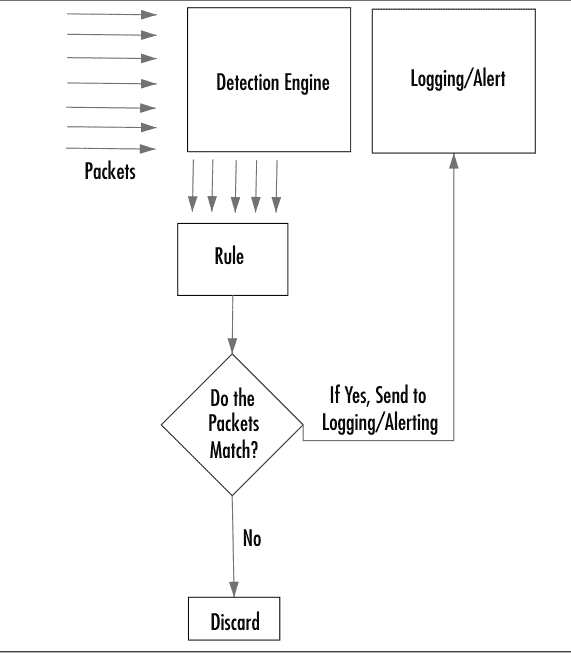 Detection Engine
Logging/Alert
Packets
Rule
Do the
Packets
Match?
If Yes, Send to
Logging/Alerting
No
Discard